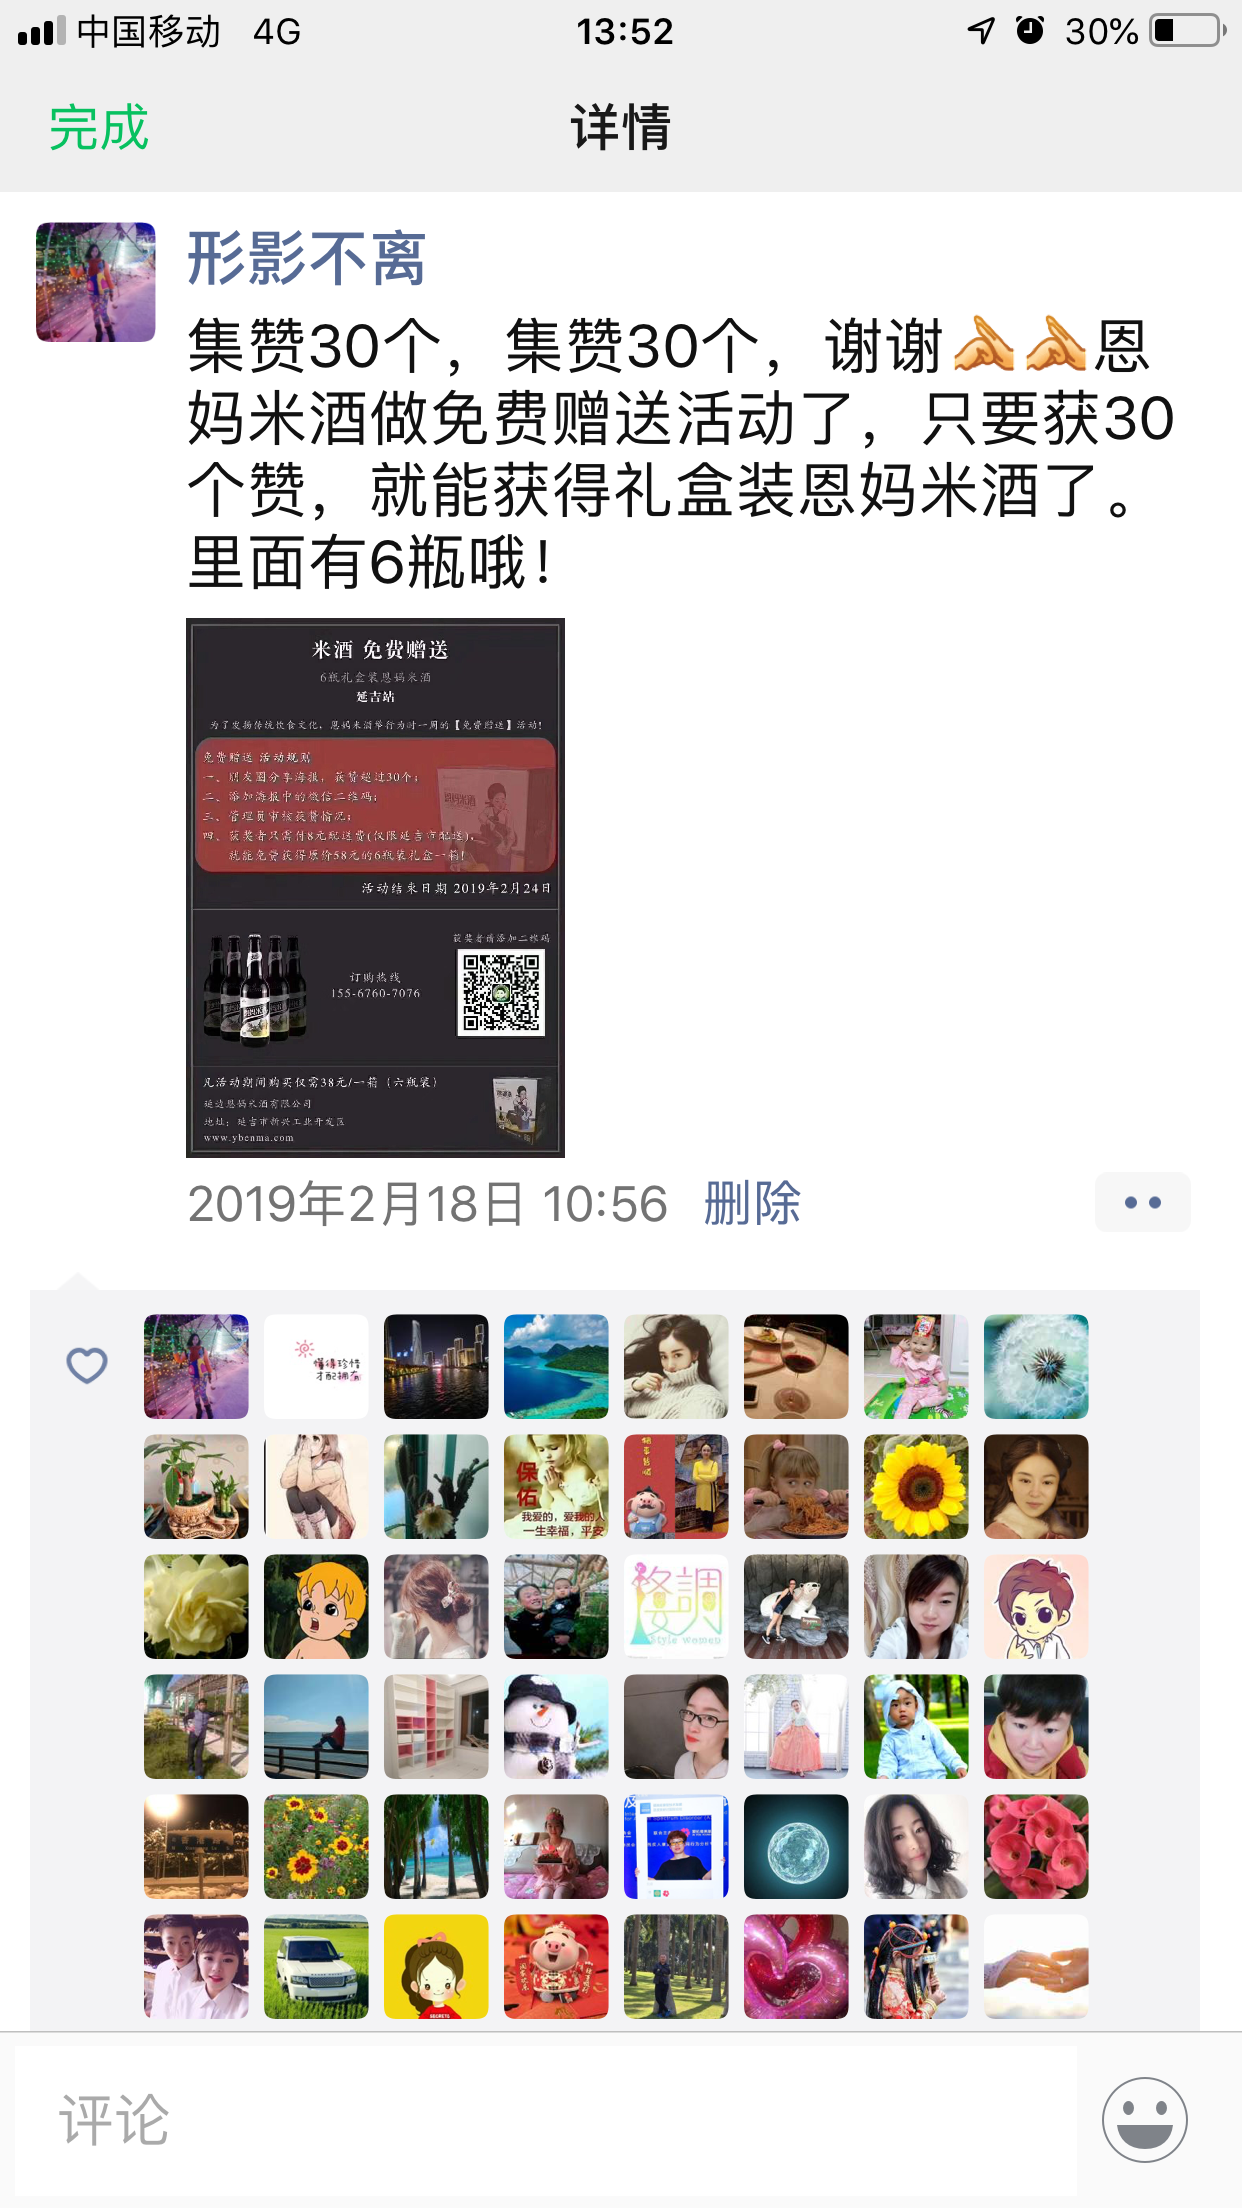 中国移动 4G 13:52 30%
完成 详情
形影不离
集赞30个，集赞30个，谢谢🙏🙏恩
妈米酒做免费赠送活动了，只要获30
个赞，就能获得礼盒装恩妈米酒了。
里面有6瓶哦！
米酒 免费赠送
6瓶礼盒装恩妈米酒
延吉站
为了发扬传统饮食文化，恩妈米酒举行为时一周的【免费赠送】活动！
免费赠送 活动规则
一、朋友圈分享海报，获赞超过30个；
二、添加海报中的微信二维码；
三、管理员审核获赞情况；
四、获奖者只需付8元配送费(仅限延吉市配送)，
就能免费获得原价58元的6瓶装礼盒一箱！
活动结束日期 2019年2月24日
获奖者请添加二维码
订购热线
155-6760-7076
凡活动期间购买仅需38元/一箱（六瓶装）
延边恩妈米酒有限公司
地址：延吉市新兴工业开发区
www.ybenma.com
2019年2月18日 10:56 删除
懂得珍惜
才配拥有
保
佑
我爱的，爱我的人
一生幸福，平安
格調
Style women
评论